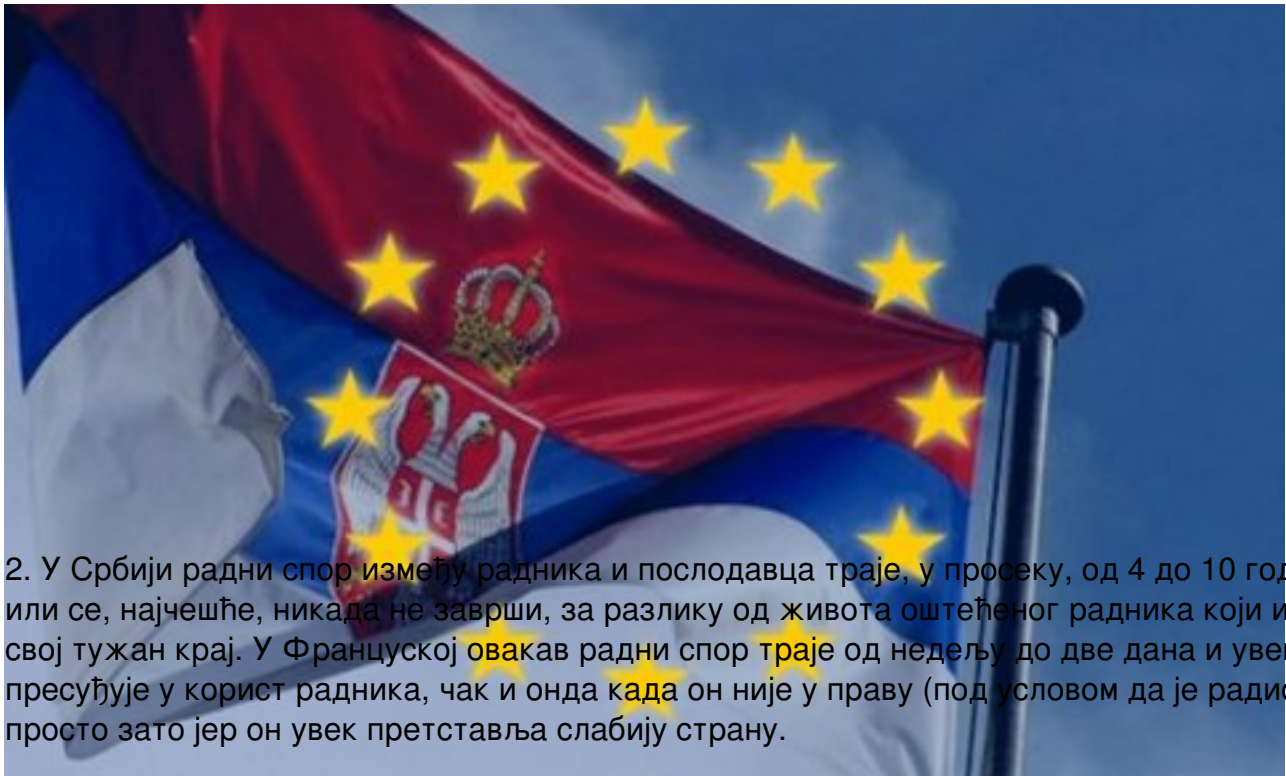 2. У Србији радни спор између радника и послодавца траје, у просеку, од 4 до 10 год
или се, најчешће, никада не заврши, за разлику од живота оштећеног радника који и
свој тужан крај. У Француској овакав радни спор траје од недељу до две дана и увек
пресуђује у корист радника, чак и онда када он није у праву (под условом да је радио
просто зато јер он увек претставља слабију страну.